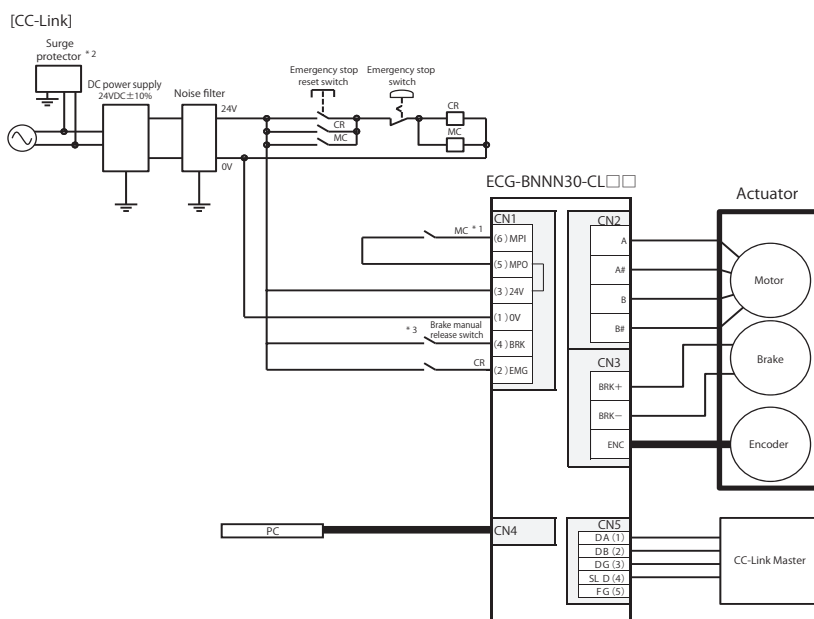 [CC-Link]
Surge
protector * 2
DC power supply
24VDC±10%
Noise filter
24V
0V
Emergency stop
reset switch
Emergency stop
switch
CR
MC
CR
MC
ECG-BNNN30-CL□□
Actuator
CN1
MC * 1
(6) MPI
(5) MPO
(3) 24V
(1) 0V
* 3
Brake manual
release switch
(4) BRK
CR
(2) EMG
CN2
A
A#
B
B#
Motor
CN3
BRK+
BRK−
ENC
Brake
Encoder
PC
CN4
CN5
DA (1)
DB (2)
DG (3)
SL D (4)
FG (5)
CC-Link Master